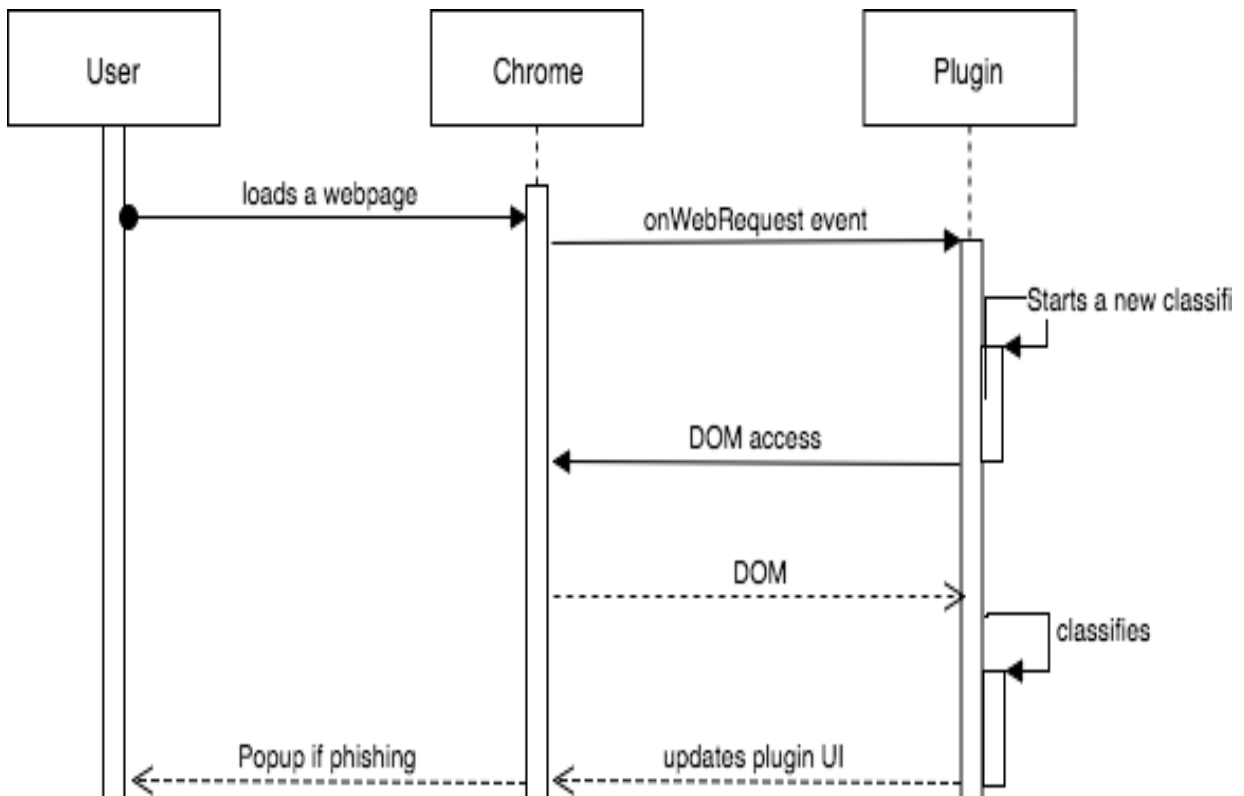 User
Chrome
Plugin
loads a webpage
onWebRequest event
Starts a new classifi
DOM access
DOM
classifies
Popup if phishing
updates plugin UI